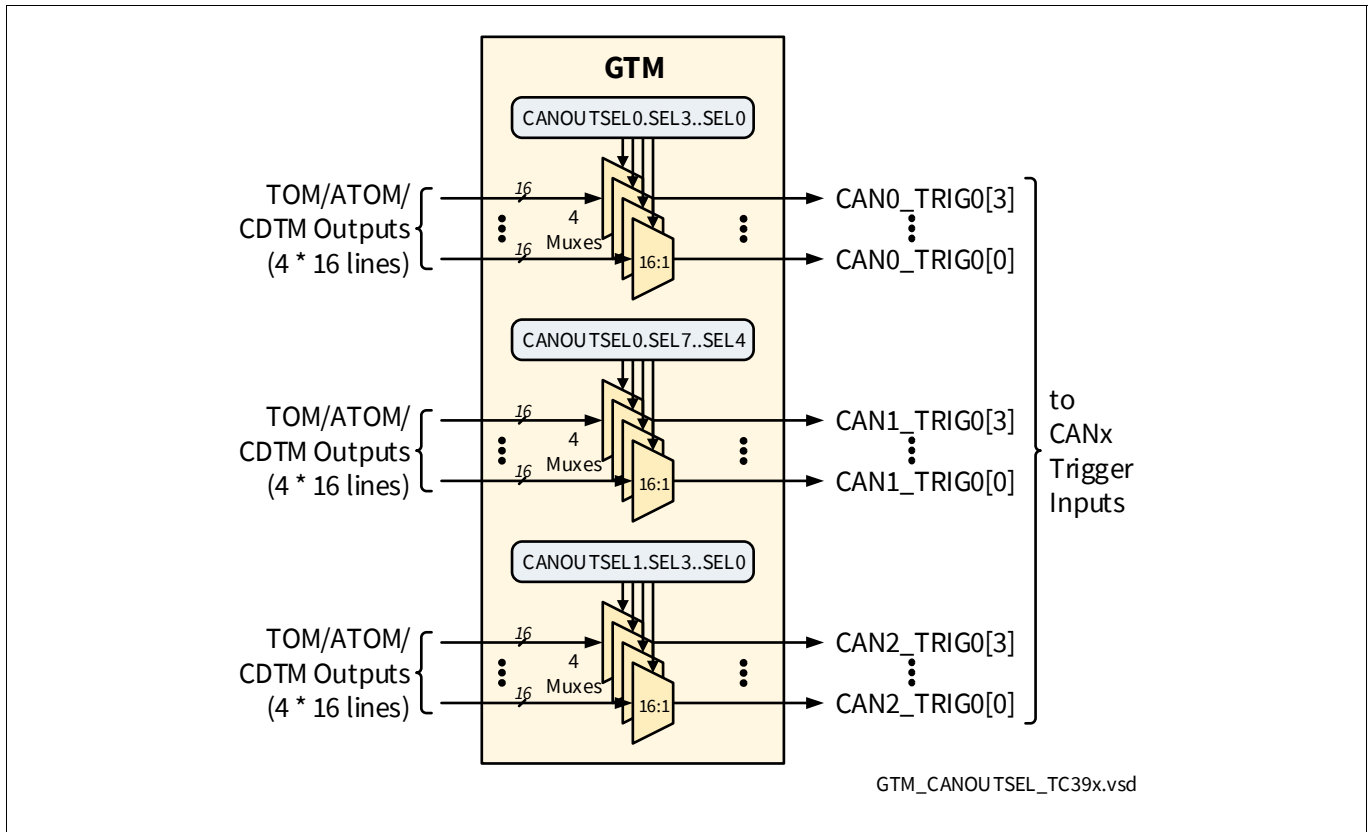 GTM
CANOUTSEL0.SEL3..SEL0
TOM/ATOM/
CDTM Outputs
(4 * 16 lines)
16
16
4
Muxes
16:1
CAN0_TRIG0[3]
CAN0_TRIG0[0]
CANOUTSEL0.SEL7..SEL4
TOM/ATOM/
CDTM Outputs
(4 * 16 lines)
16
16
4
Muxes
16:1
CAN1_TRIG0[3]
CAN1_TRIG0[0]
to
CANx
Trigger
Inputs
CANOUTSEL1.SEL3..SEL0
TOM/ATOM/
CDTM Outputs
(4 * 16 lines)
16
16
4
Muxes
16:1
CAN2_TRIG0[3]
CAN2_TRIG0[0]
GTM_CANOUTSEL_TC39x.vsd